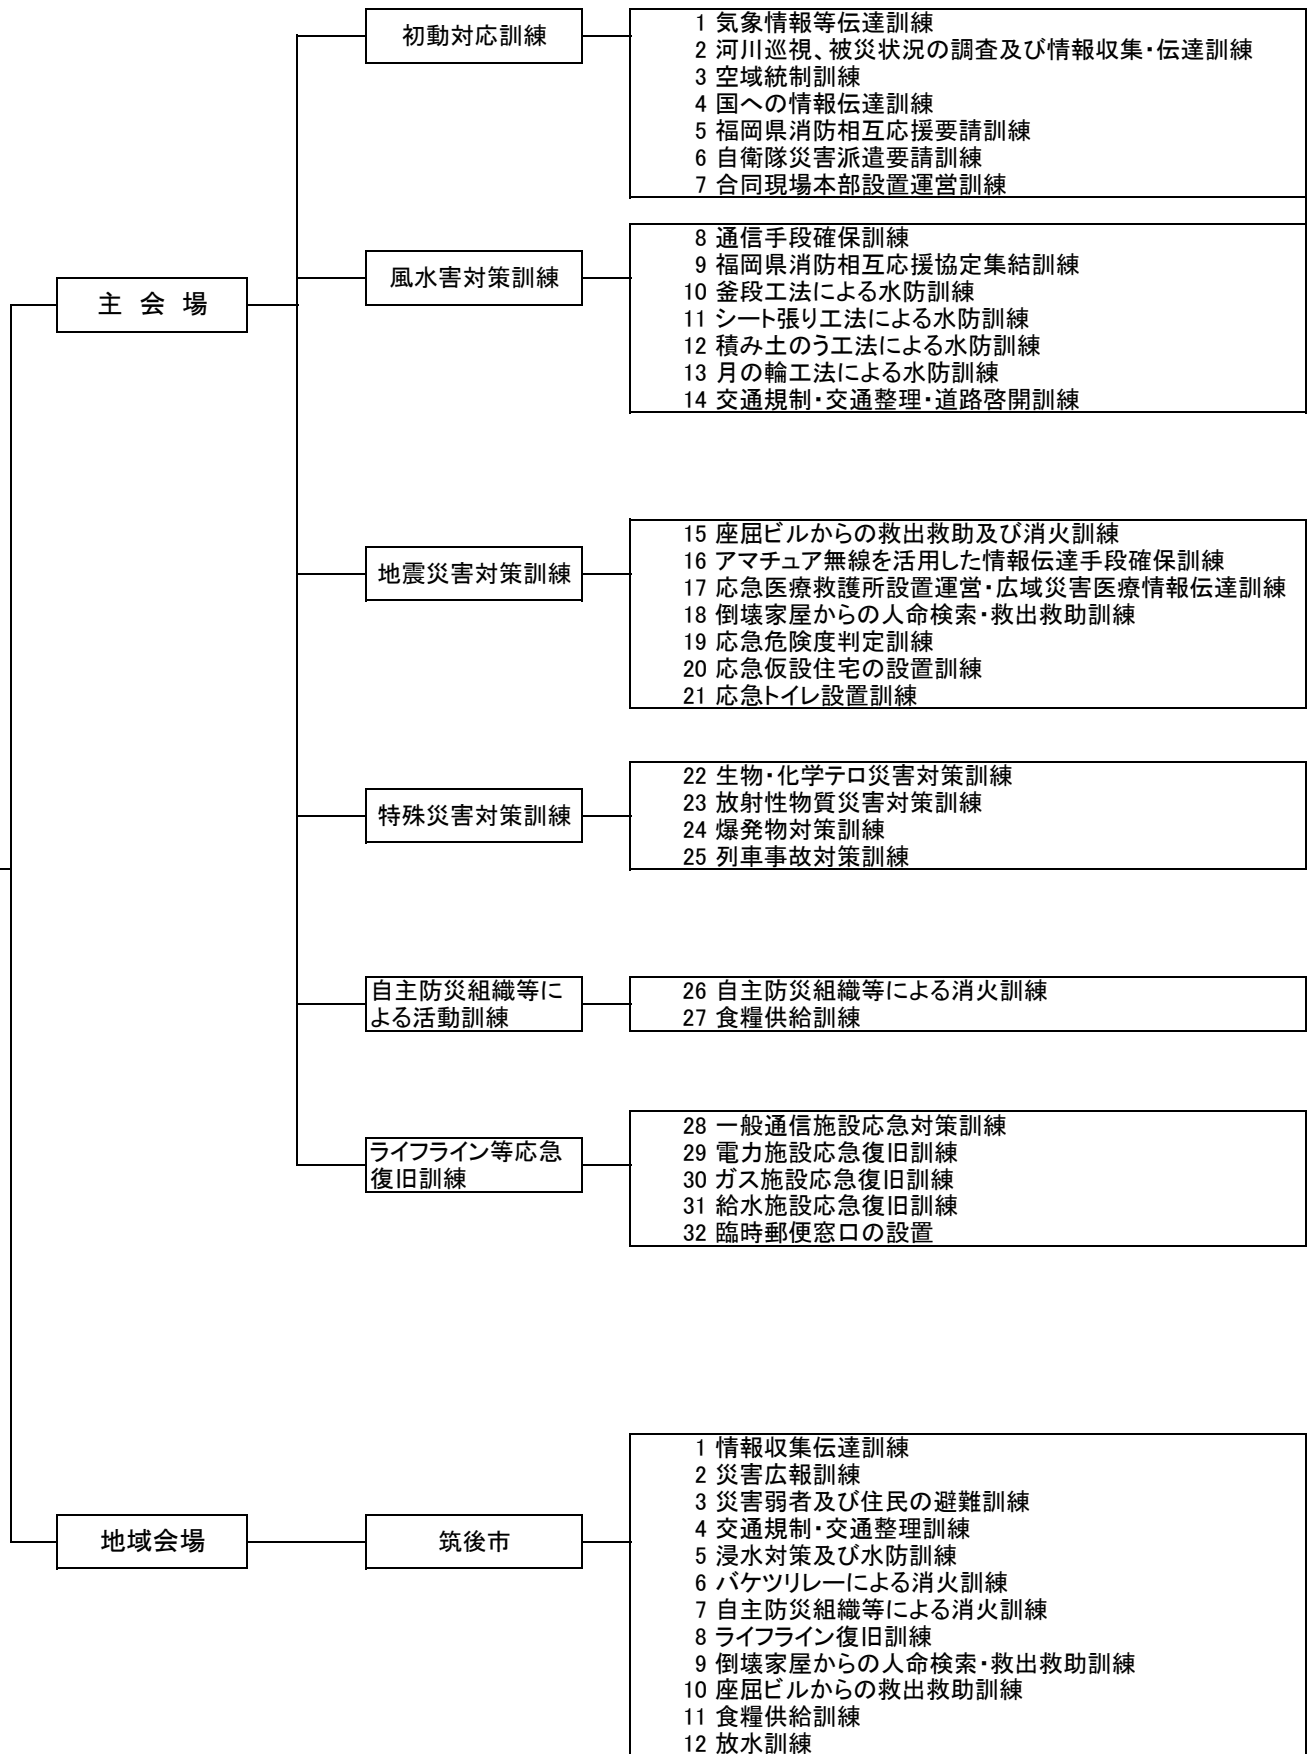 主 会 場
初動対応訓練
1 気象情報等伝達訓練
2 河川巡視、被災状況の調査及び情報収集・伝達訓練
3 空域統制訓練
4 国への情報伝達訓練
5 福岡県消防相互応援要請訓練
6 自衛隊災害派遣要請訓練
7 合同現場本部設置運営訓練
風水害対策訓練
8 通信手段確保訓練
9 福岡県消防相互応援協定集結訓練
10 釜段工法による水防訓練
11 シート張り工法による水防訓練
12 積み土のう工法による水防訓練
13 月の輪工法による水防訓練
14 交通規制・交通整理・道路啓開訓練
地震災害対策訓練
15 座屈ビルからの救出救助及び消火訓練
16 アマチュア無線を活用した情報伝達手段確保訓練
17 応急医療救護所設置運営・広域災害医療情報伝達訓練
18 倒壊家屋からの人命検索・救出救助訓練
19 応急危険度判定訓練
20 応急仮設住宅の設置訓練
21 応急トイレ設置訓練
特殊災害対策訓練
22 生物・化学テロ災害対策訓練
23 放射性物質災害対策訓練
24 爆発物対策訓練
25 列車事故対策訓練
自主防災組織等に
よる活動訓練
26 自主防災組織等による消火訓練
27 食糧供給訓練
ライフライン等応急
復旧訓練
28 一般通信施設応急対策訓練
29 電力施設応急復旧訓練
30 ガス施設応急復旧訓練
31 給水施設応急復旧訓練
32 臨時郵便窓口の設置
地域会場
筑後市
1 情報収集伝達訓練
2 災害広報訓練
3 災害弱者及び住民の避難訓練
4 交通規制・交通整理訓練
5 浸水対策及び水防訓練
6 バケツリレーによる消火訓練
7 自主防災組織等による消火訓練
8 ライフライン復旧訓練
9 倒壊家屋からの人命検索・救出救助訓練
10 座屈ビルからの救出救助訓練
11 食糧供給訓練
12 放水訓練